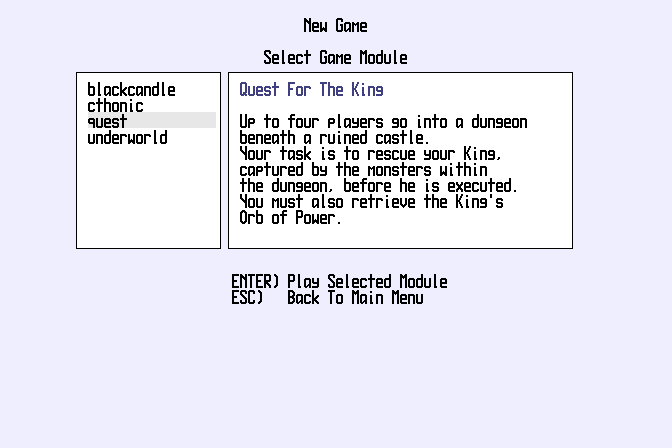 New Game
Select Game Module
blackcandle
cthonic
quest
underworld
Quest For The King
Up to four players go into a dungeon
beneath a ruined castle.
Your task is to rescue your King,
captured by the monsters within
the dungeon, before he is executed.
You must also retrieve the King's
Orb of Power.
ENTER) Play Selected Module
ESC) Back To Main Menu